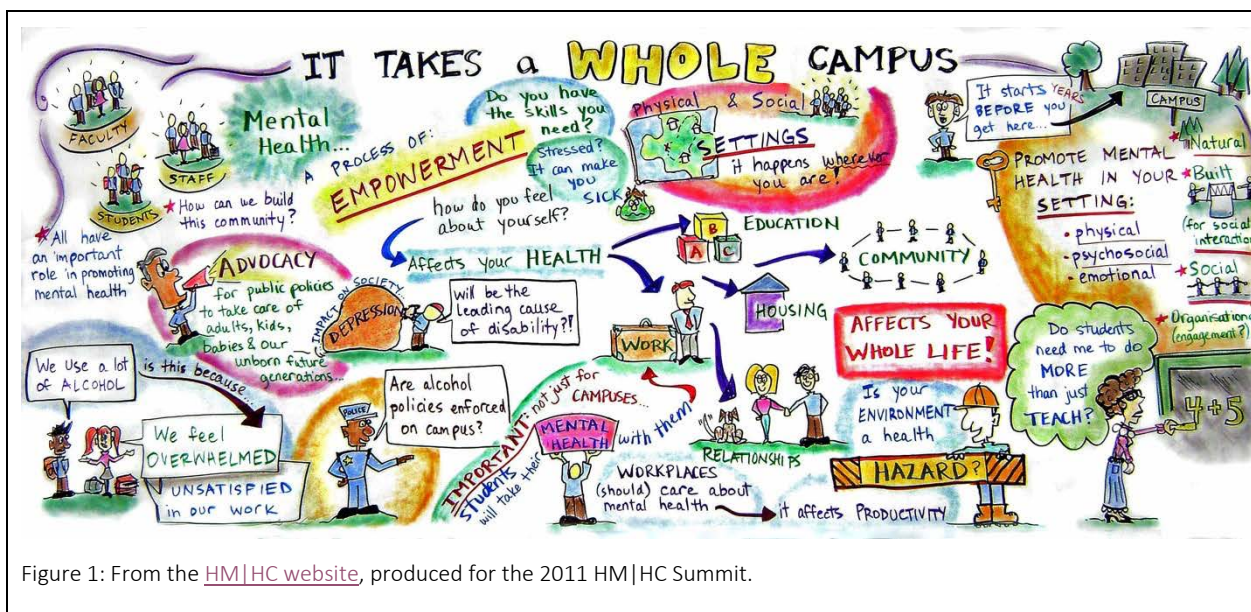 IT TAKES a WHOLE CAMPUS
FACULTY
STAFF
STUDENTS
★ All have
an important
role in promoting
mental health
Mental
Health...
★ How can we build
this community?
A PROCESS OF:
EMPOWERMENT
Do you have
the skills you
need?
Stressed?
It can make
you
SICK
how do you feel
about yourself?
Affects your HEALTH
Physical & Social
SETTINGS
it happens wherever
you are!
It starts YEARS
BEFORE you
get here...
CAMPUS
PROMOTE MENTAL
HEALTH IN YOUR
SETTING:
• physical
• psychosocial
• emotional
★ Natural
★ Built
(for social
interaction
★ Social
★ Organisational
(engagement?)
B
A C
EDUCATION
COMMUNITY
HOUSING
WORK
RELATIONSHIPS
AFFECTS YOUR
WHOLE LIFE!
ADVOCACY
for public policies
to take care of
adults, kids,
babies & our
unborn future
generations...
IMPACT ON SOCIETY
DEPRESSION
will be the
leading cause
of disability?!
We use a lot
of ALCOHOL
is this because...
We feel
OVERWHELMED
UNSATISFIED
in our work
POLICE
Are alcohol
policies enforced
on campus?
IMPORTANT: not just for
CAMPUSES...
students
will take their
MENTAL
HEALTH
with them
WORKPLACES
(should) care about
mental health
it affects PRODUCTIVITY
Is your
ENVIRONMENT
a health
HAZARD?
Do students
need me to do
MORE
than just
TEACH?
4+5
Figure 1: From the HM|HC website, produced for the 2011 HM|HC Summit.